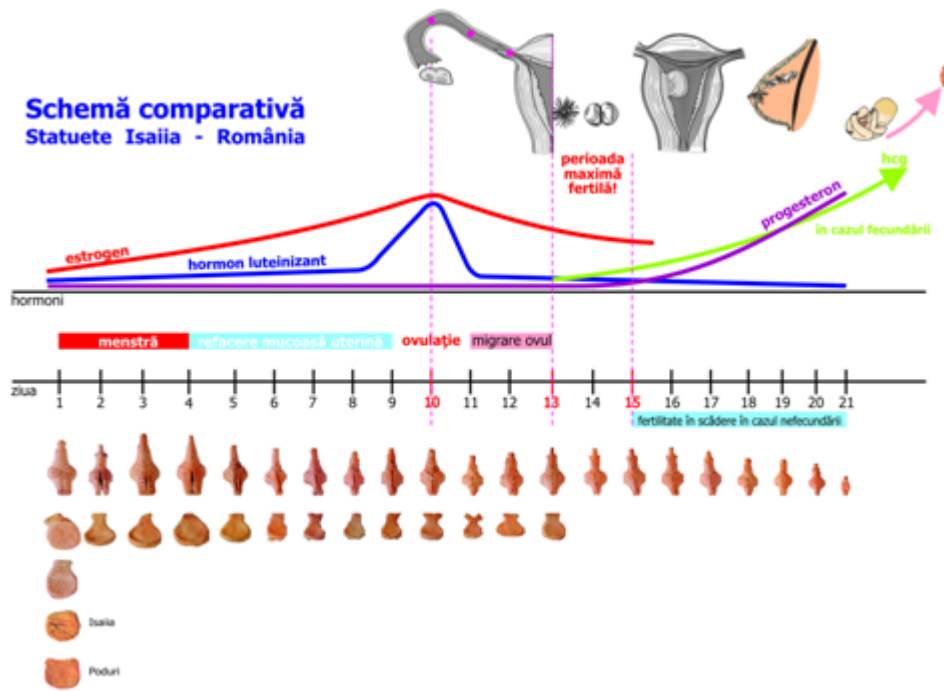 Schemă comparativă
Statuete Isaiia - România
perioada
maximă
fertilă!
hcg
progesteron
în cazul fecundării
estrogen
hormon luteinizant
hormoni
menstră
refacere mucoasă uterină
ovulație
migrare ovul
ziua
1 2 3 4 5 6 7 8 9 10 11 12 13 14 15 16 17 18 19 20 21
fertilitate în scădere în cazul nefecundării
Isaiia
Poduri